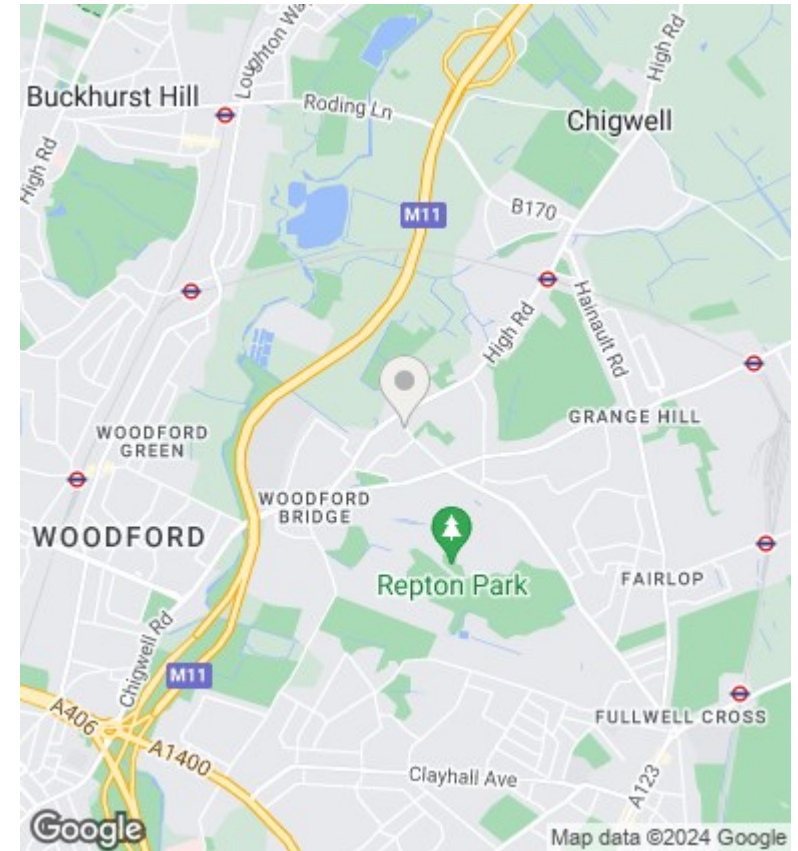 Loughton Wa
Buckhurst Hill
Roding Ln
High Rd
Chigwell
High Rd
M11
B170
High Rd
Hainault Rd
GRANGE HILL
WOODFORD
GREEN
WOODFORD
BRIDGE
WOODFORD
Repton Park
FAIRLOP
Chigwell Rd
M11
A406
A1400
FULLWELL CROSS
Clayhall Ave
A123
Google
Map data ©2024 Google